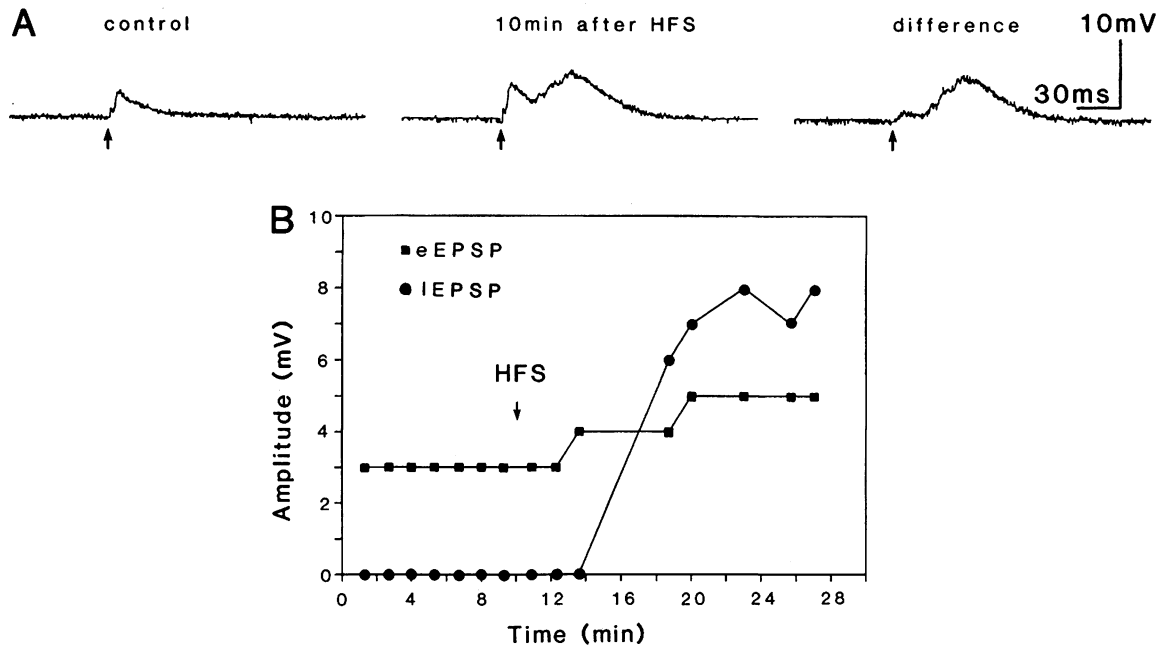 A
control
10min after HFS
difference
10mV
30ms
B
10
8
6
4
2
0
eEPSP
lEPSP
HFS
Amplitude (mV)
0 4 8 12 16 20 24 28
Time (min)